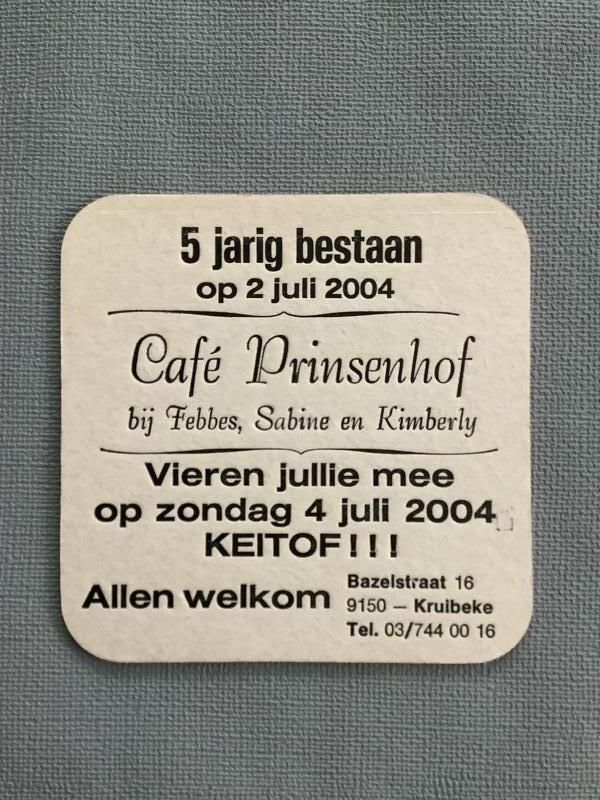 5 jarig bestaan
op 2 juli 2004
Café Prinsenhof
bij Febbes, Sabine en Kimberly
Vieren jullie mee
op zondag 4 juli 2004
KEITOF!!!
Allen welkom
Bazelstraat 16
9150 – Kruibeke
Tel. 03/744 00 16